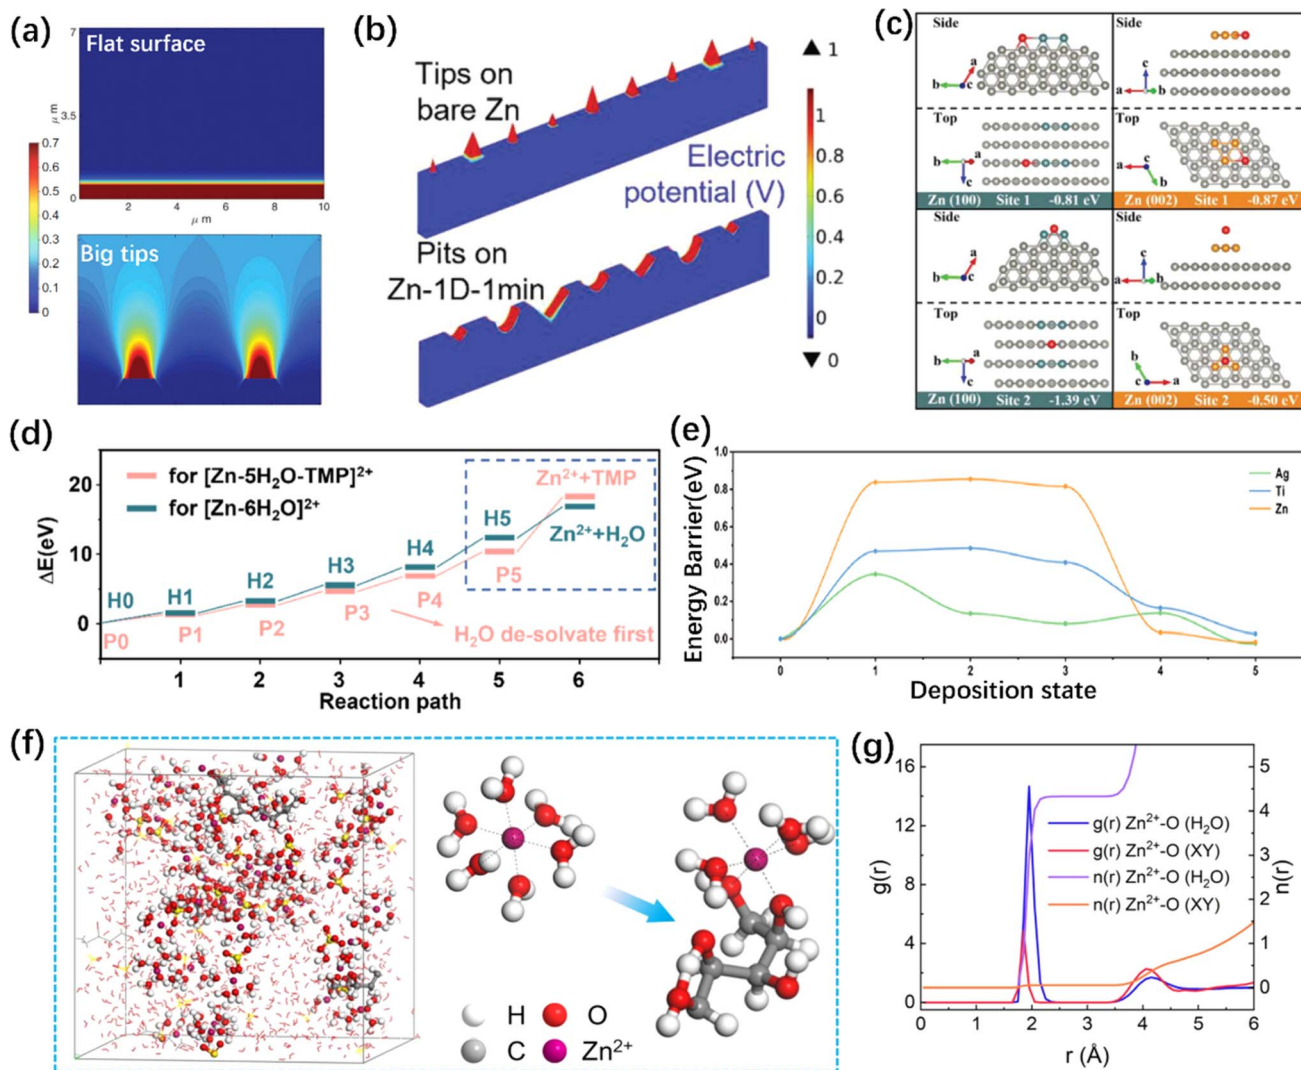 (a)
7
μm
3.5
0
Flat surface
0.7
0.6
0.5
0.4
0.3
0.2
0.1
0
0 2 4 6 8 10
μ m
Big tips
(b)
Tips on
bare Zn
Electric
potential (V)
Pits on
Zn-1D-1min
▲ 1
1
0.8
0.6
0.4
0.2
0
▼ 0
(c)
Side
a
b
c
Top
b
a
c
Zn (100) Site 1 -0.81 eV
Side
c
a
b
Top
c
a
b
Zn (002) Site 1 -0.87 eV
Side
a
b
c
Top
b
a
c
Zn (100) Site 2 -1.39 eV
Side
c
a
b
Top
b
c
a
Zn (002) Site 2 -0.50 eV
(d)
for [Zn-5H₂O-TMP]²⁺
for [Zn-6H₂O]²⁺
ΔE(eV)
20
10
0
H0
H1
H2
H3
H4
H5
P0
P1
P2
P3
P4
P5
Zn²⁺+TMP
Zn²⁺+H₂O
H₂O de-solvate first
1 2 3 4 5 6
Reaction path
(e)
Energy Barrier(eV)
1.0
0.8
0.6
0.4
0.2
0.0
Ag
Ti
Zn
0 1 2 3 4 5
Deposition state
(f)
H
O
C
Zn²⁺
(g)
g(r)
16
12
8
4
0
g(r) Zn²⁺-O (H₂O)
g(r) Zn²⁺-O (XY)
n(r) Zn²⁺-O (H₂O)
n(r) Zn²⁺-O (XY)
5
4
3
2
1
0
n(r)
0 1 2 3 4 5 6
r (Å)